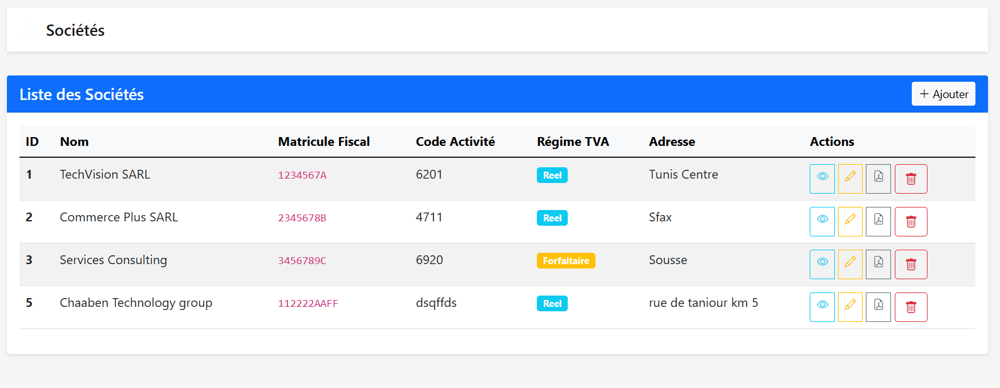 Sociétés
Liste des Sociétés
Ajouter
ID Nom Matricule Fiscal Code Activité Régime TVA Adresse Actions
1 TechVision SARL 1234567A 6201 Reel Tunis Centre
2 Commerce Plus SARL 2345678B 4711 Reel Sfax
3 Services Consulting 3456789C 6920 Forfaitaire Sousse
5 Chaaben Technology group 112222AAFF dsqffds Reel rue de taniour km 5